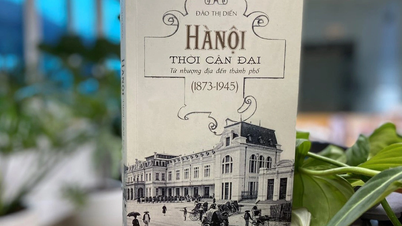 ĐÀO THỊ DIẾN
HÀNỘI
THỜI CẬN ĐẠI
Từ nhượng địa đến thành phố
(1873-1945)